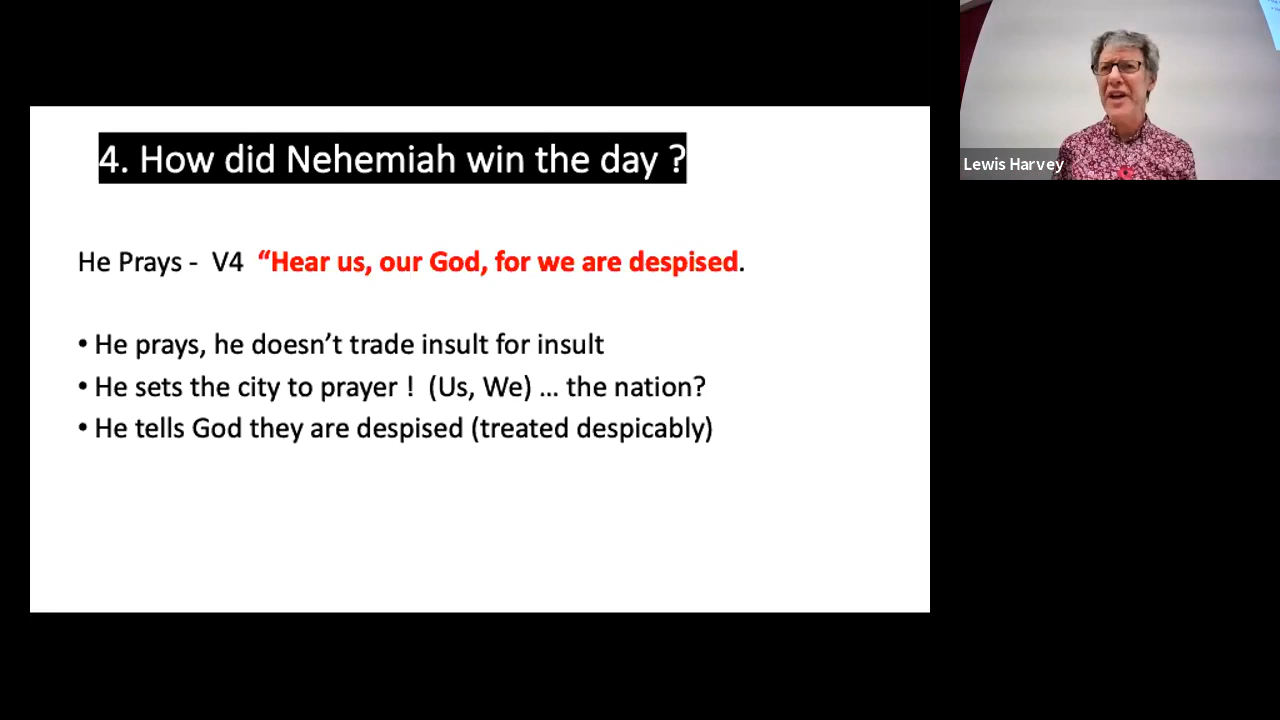 4. How did Nehemiah win the day ?
He Prays -  V4  “Hear us, our God, for we are despised.
• He prays, he doesn’t trade insult for insult
• He sets the city to prayer !  (Us, We) ... the nation?
• He tells God they are despised (treated despicably)
Lewis Harvey